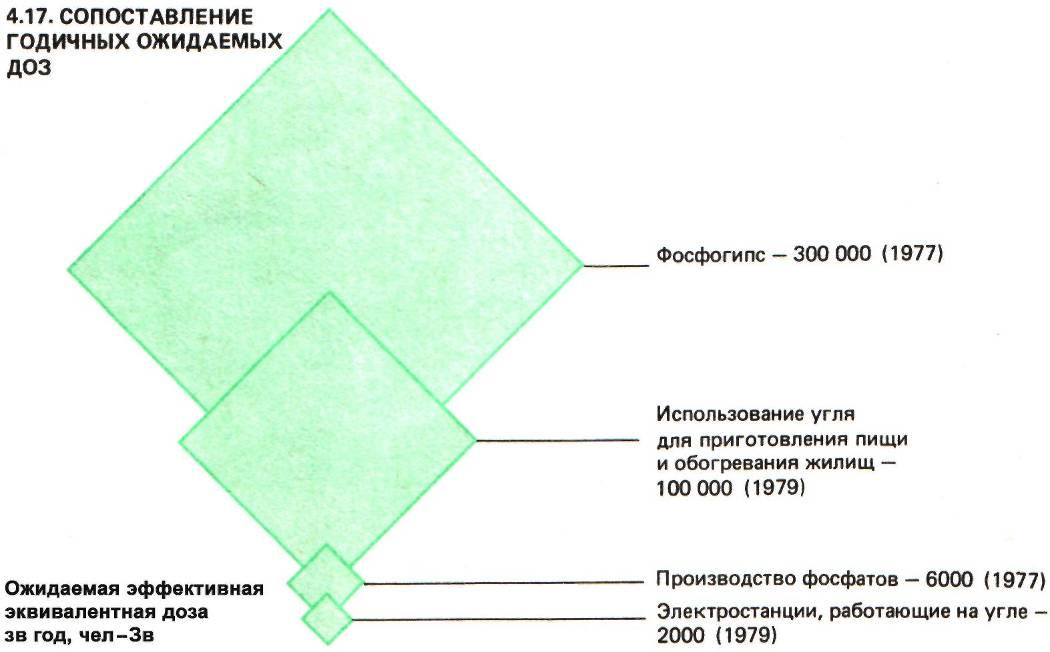 4.17. СОПОСТАВЛЕНИЕ
ГОДИЧНЫХ ОЖИДАЕМЫХ
ДОЗ
Фосфогипс — 300 000 (1977)
Использование угля
для приготовления пищи
и обогревания жилищ —
100 000 (1979)
Производство фосфатов — 6000 (1977)
Электростанции, работающие на угле —
2000 (1979)
Ожидаемая эффективная
эквивалентная доза
зв год, чел-Зв